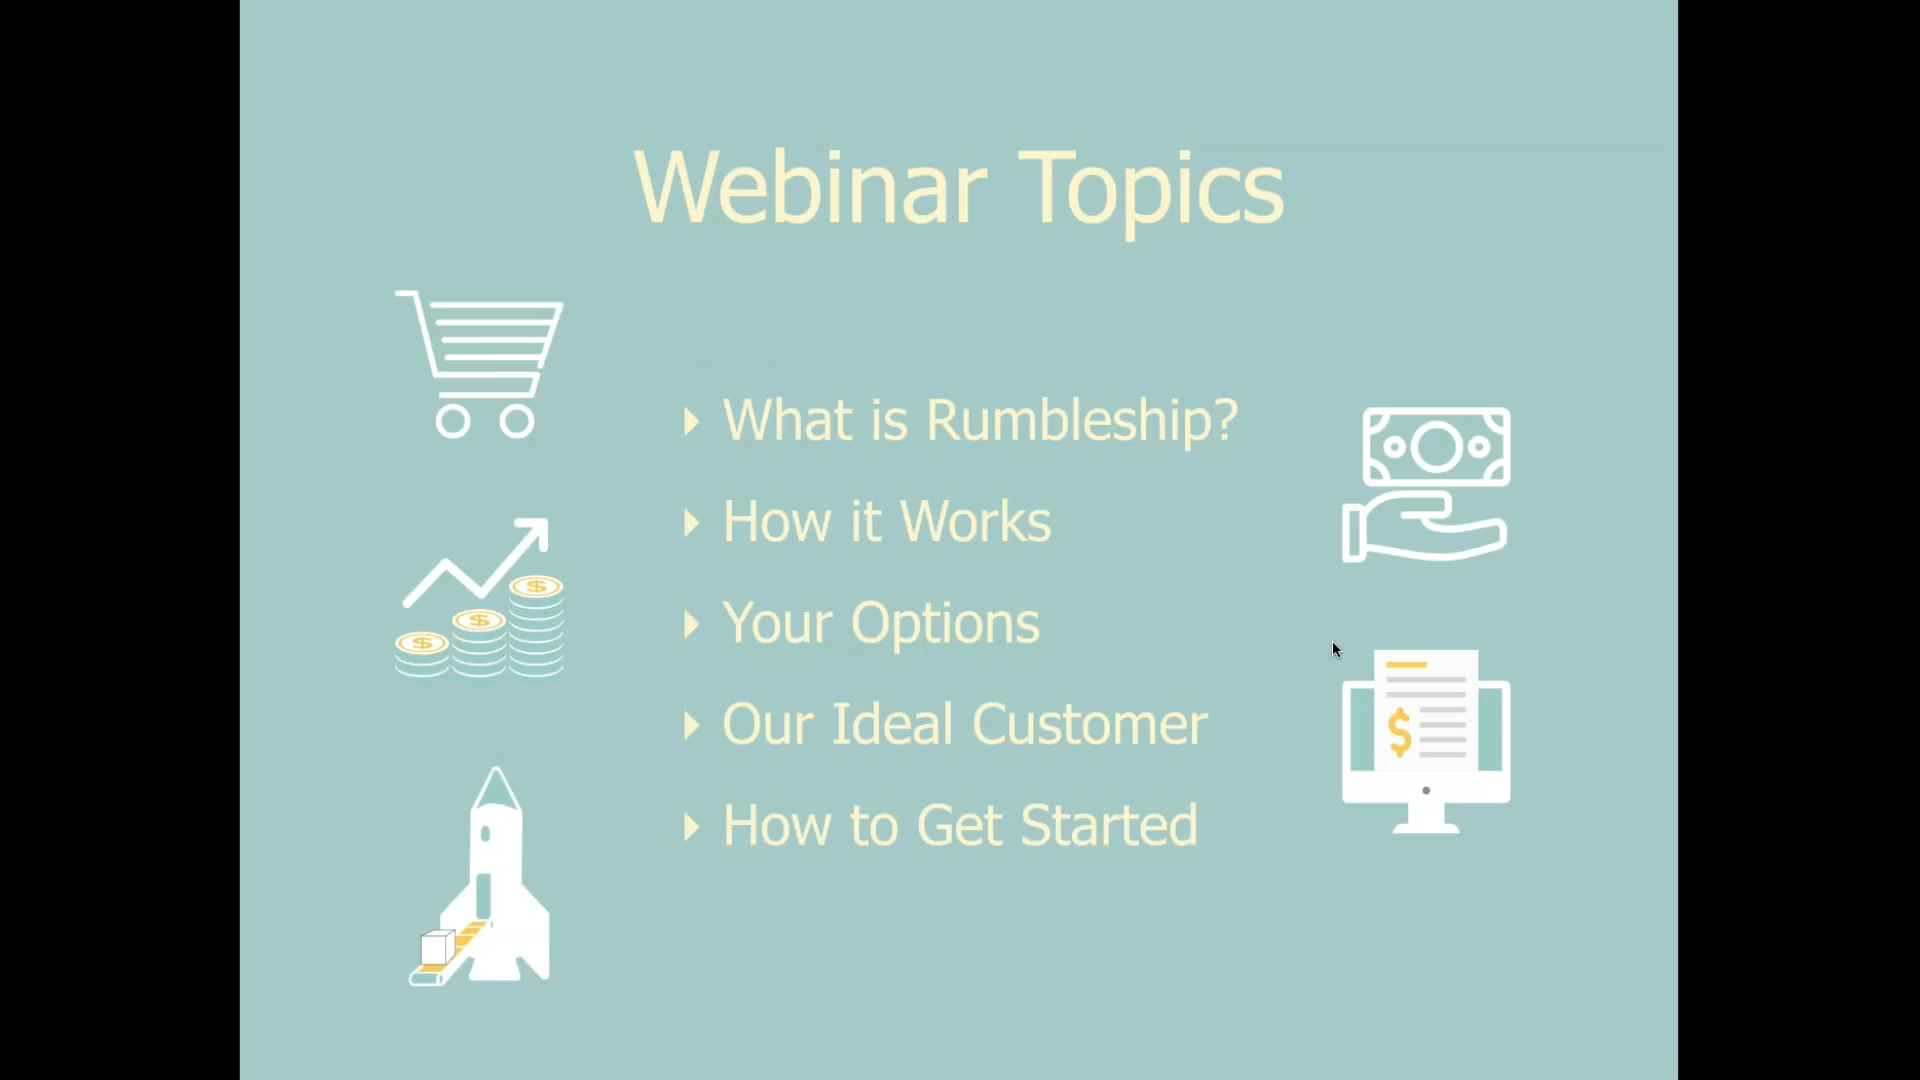 Webinar Topics
What is Rumbleship?
How it Works
Your Options
Our Ideal Customer
How to Get Started
$
$
$
$